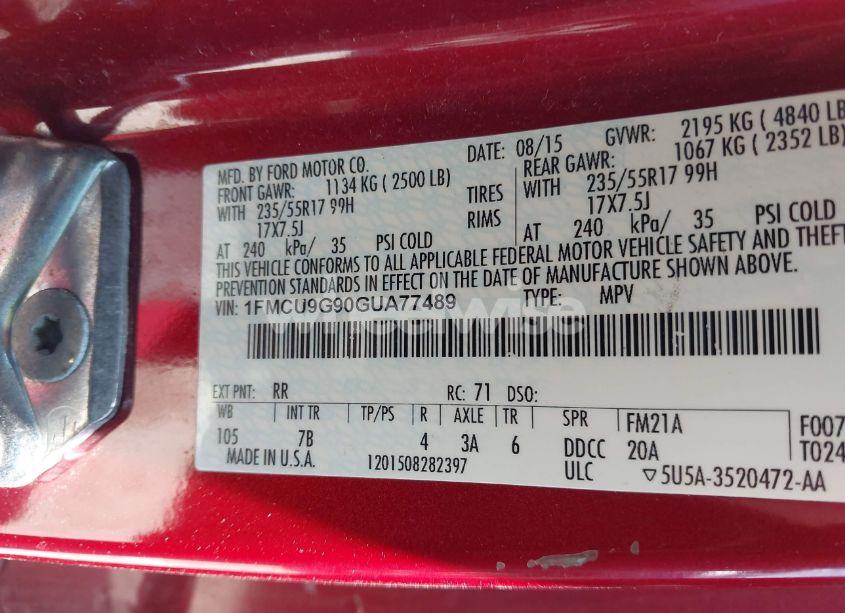 MFD. BY FORD MOTOR CO. DATE: 08/15 GVWR: 2195 KG ( 4840 LB
FRONT GAWR: 1134 KG ( 2500 LB) REAR GAWR: 1067 KG ( 2352 LB)
WITH 235/55R17 99H TIRES WITH 235/55R17 99H
17X7.5J RIMS 17X7.5J
AT 240 kPa/ 35 PSI COLD AT 240 kPa/ 35 PSI COLD
THIS VEHICLE CONFORMS TO ALL APPLICABLE FEDERAL MOTOR VEHICLE SAFETY AND THEFT
PREVENTION STANDARDS IN EFFECT ON THE DATE OF MANUFACTURE SHOWN ABOVE.
VIN: 1FMCU9G90GUA77489 TYPE: MPV
wheelwise
EXT PNT: RR RC: 71 DSO:
WB INT TR TP/PS R AXLE TR SPR FM21A F007
105 7B 4 3A 6 DDCC 20A T024
MADE IN U.S.A. 1201508282397 ULC ▽5U5A-3520472-AA